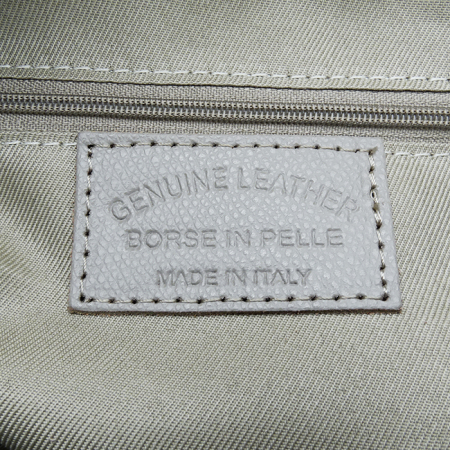 GENUINE LEATHER
BORSE IN PELLE
MADE IN ITALY